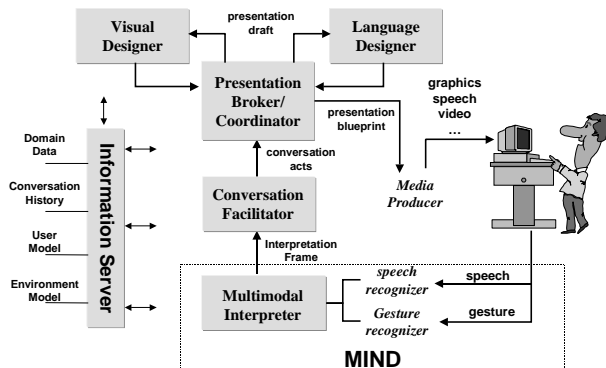 Visual
Designer
presentation
draft
Language
Designer
Presentation
Broker/
Coordinator
graphics
speech
video
...
presentation
blueprint
Domain
Data
Conversation
History
User
Model
Environment
Model
Information Server
conversation
acts
Media
Producer
Conversation
Facilitator
Interpretation
Frame
Multimodal
Interpreter
speech
recognizer
speech
Gesture
recognizer
gesture
MIND